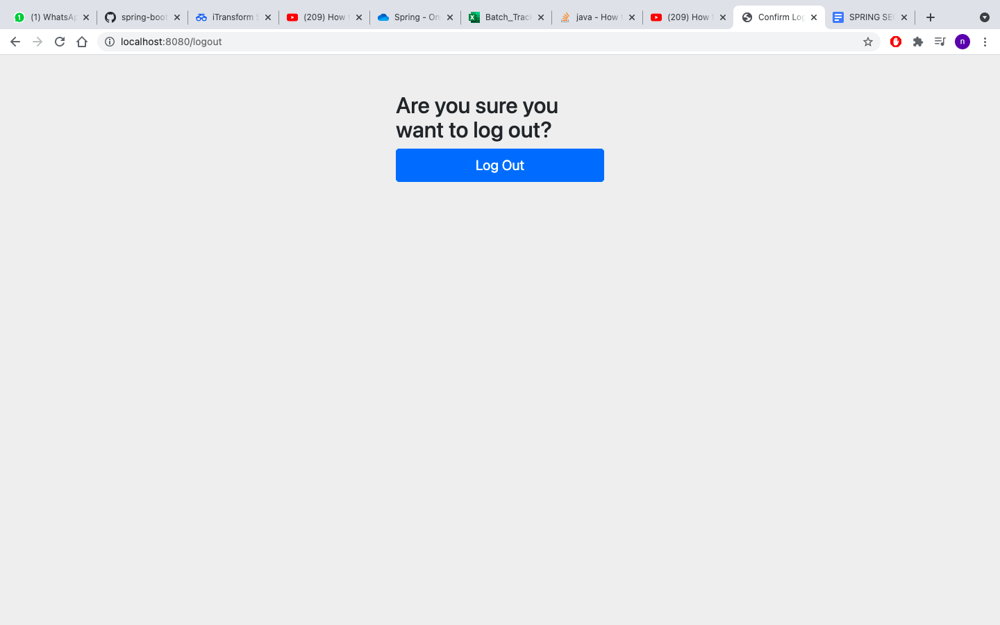 (1) WhatsAp
spring-boot
iTransform S
(209) How t
Spring - On
Batch_Track
java - How t
(209) How t
Confirm Log
SPRING SEC
localhost:8080/logout
n
Are you sure you
want to log out?
Log Out